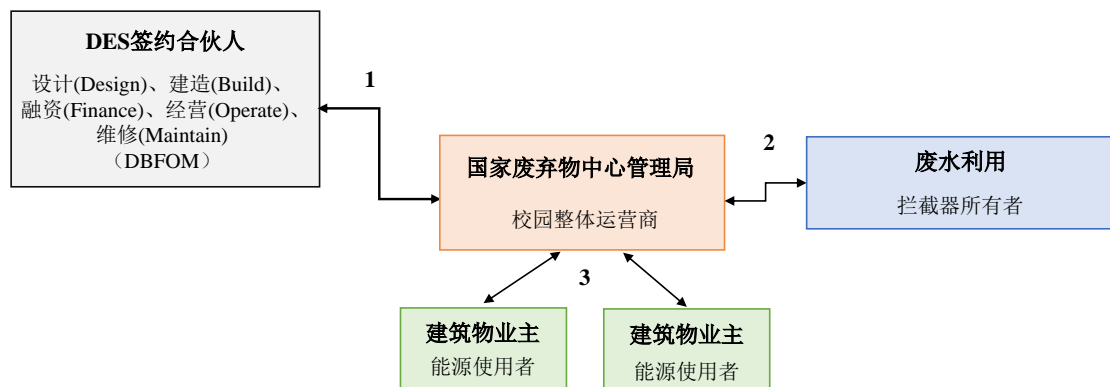 DES签约合伙人
设计(Design)、建造(Build)、
融资(Finance)、经营(Operate)、
维修(Maintain)
（DBFOM）
1
国家废弃物中心管理局
校园整体运营商
2
废水利用
拦截器所有者
3
建筑物业主
能源使用者
建筑物业主
能源使用者